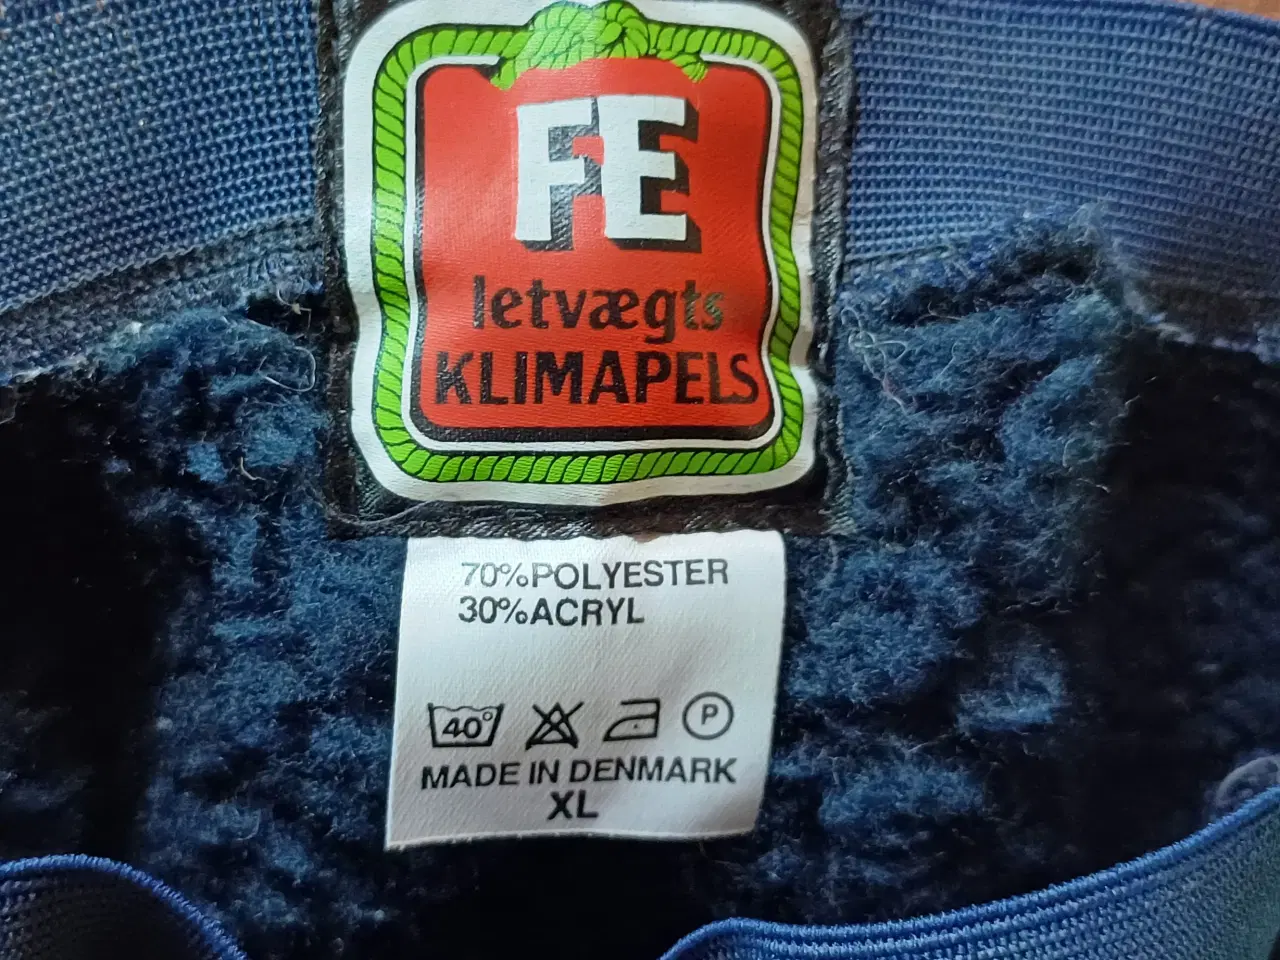 FE
letvægts
KLIMAPELS
70%POLYESTER
30%ACRYL
40° P
MADE IN DENMARK
XL